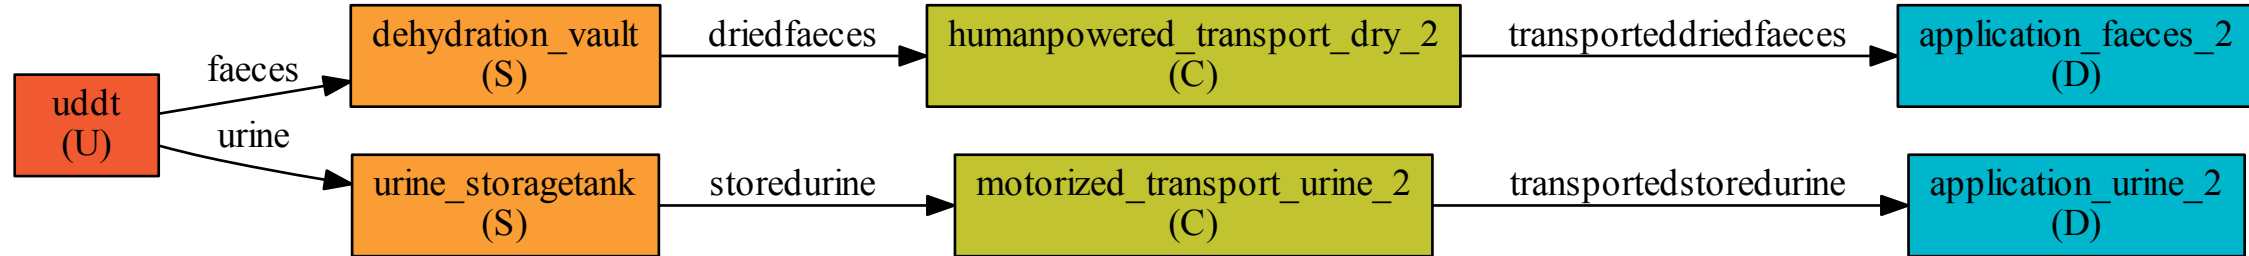 uddt
(U)
faeces
urine
dehydration_vault
(S)
driedfaeces
humanpowered_transport_dry_2
(C)
transporteddriedfaeces
application_faeces_2
(D)
urine_storagetank
(S)
storedurine
motorized_transport_urine_2
(C)
transportedstoredurine
application_urine_2
(D)